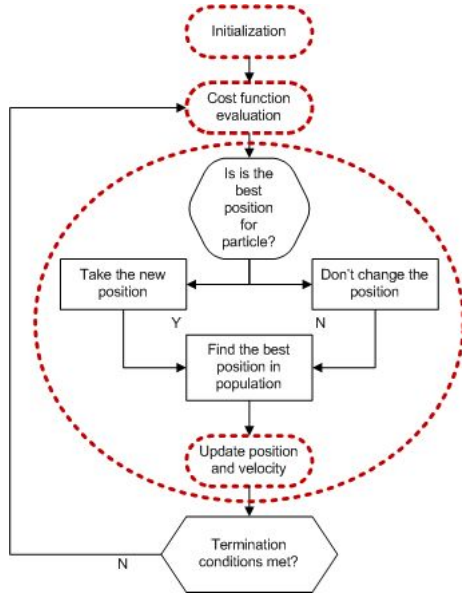 Initialization
Cost function
evaluation
Is is the
best
position
for
particle?
Take the new
position
Don't change the
position
Y
N
Find the best
position in
population
Update position
and velocity
Termination
conditions met?
N